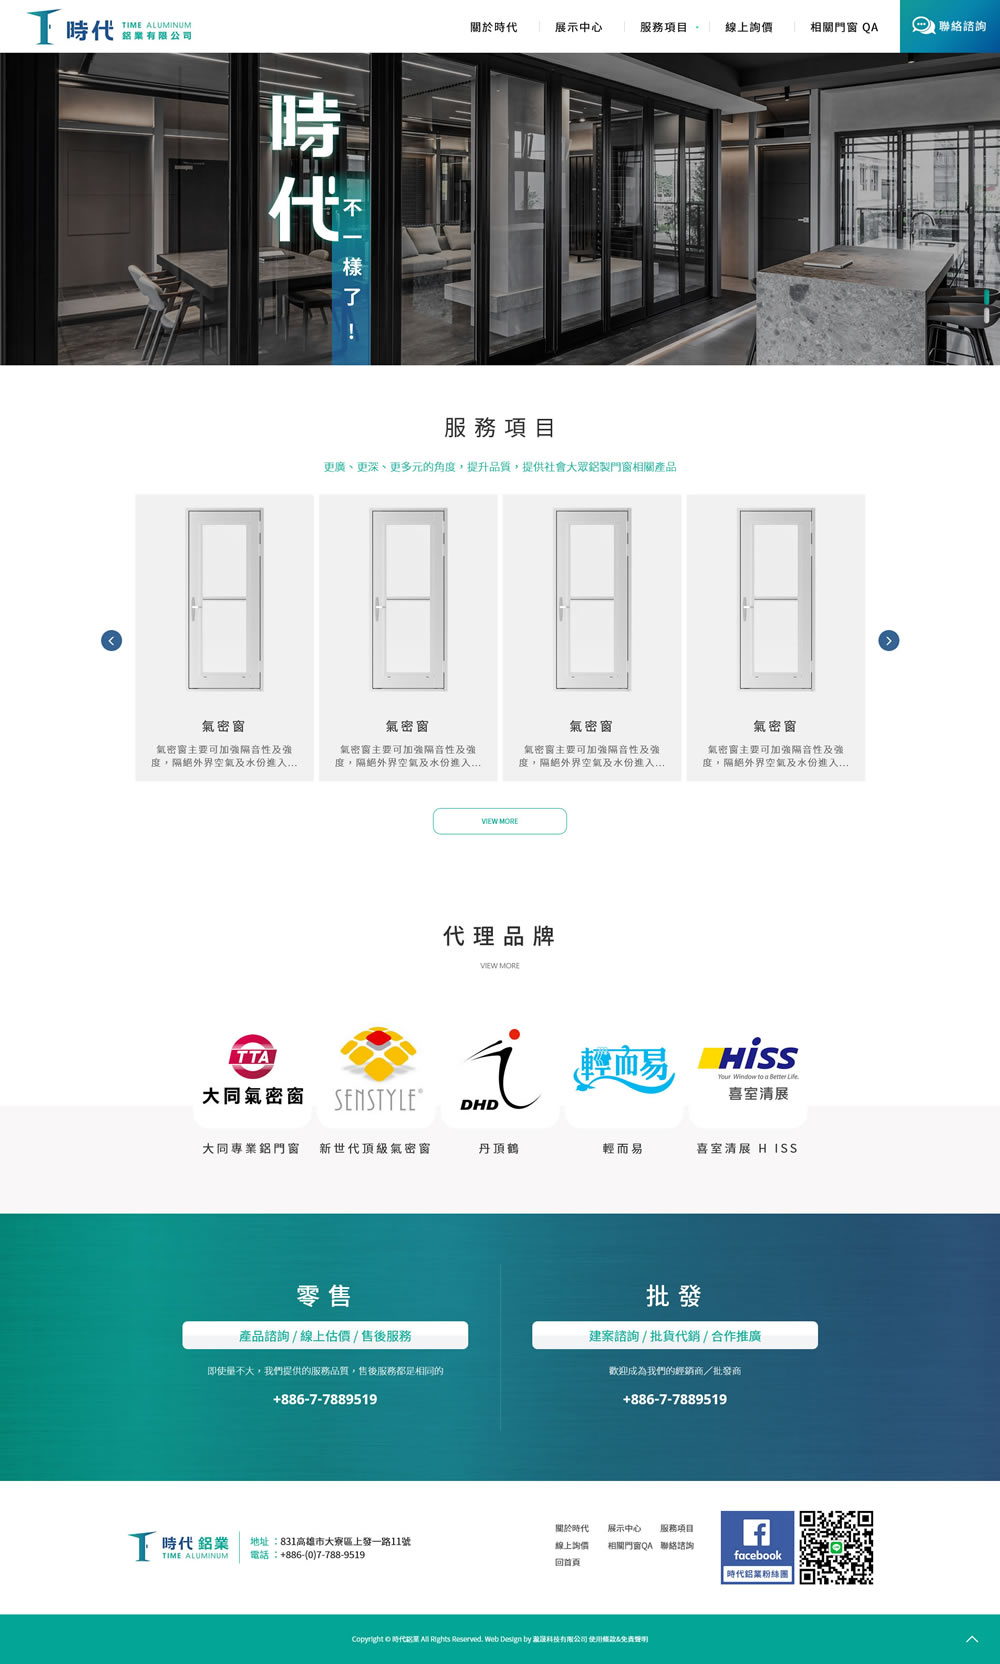 時代 TIME ALUMINUM
鋁業有限公司
關於時代 展示中心 服務項目 線上詢價 相關門窗 QA 聯絡諮詢
時代
不一樣了!
服務項目
更廣、更深、更多元的角度，提升品質，提供社會大眾鋁製門窗相關產品
氣密窗
氣密窗主要可加強隔音性及強
度，隔絕外界空氣及水份進入...
氣密窗
氣密窗主要可加強隔音性及強
度，隔絕外界空氣及水份進入...
氣密窗
氣密窗主要可加強隔音性及強
度，隔絕外界空氣及水份進入...
氣密窗
氣密窗主要可加強隔音性及強
度，隔絕外界空氣及水份進入...
VIEW MORE
代理品牌
VIEW MORE
TTA
大同氣密窗
SENSTYLE®
DHD
輕而易
HiSS
Your Window to a Better Life.
喜室清展
大同專業鋁門窗 新世代頂級氣密窗 丹頂鶴 輕而易 喜室清展 H ISS
零售
產品諮詢 / 線上估價 / 售後服務
即使量不大，我們提供的服務品質，售後服務都是相同的
+886-7-7889519
批發
建案諮詢 / 批貨代銷 / 合作推廣
歡迎成為我們的經銷商／批發商
+886-7-7889519
時代 鋁業
TIME ALUMINUM
地址 ：831高雄市大寮區上發一路11號
電話 ：+886-(0)7-788-9519
關於時代 展示中心 服務項目
線上詢價 相關門窗QA 聯絡諮詢
回首頁
facebook
時代鋁業粉絲團
LINE
Copyright © 時代鋁業 All Rights Reserved. Web Design by 瀛晟科技有限公司 使用條款&免責聲明